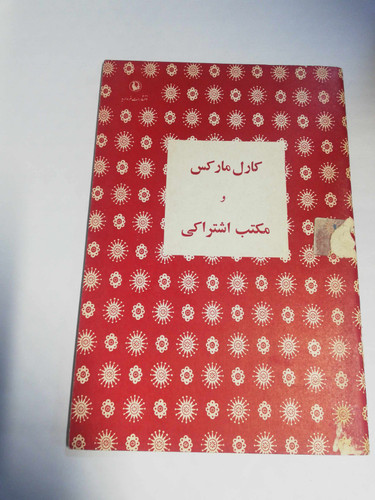 کارل مارکس
و
مکتب اشتراکی